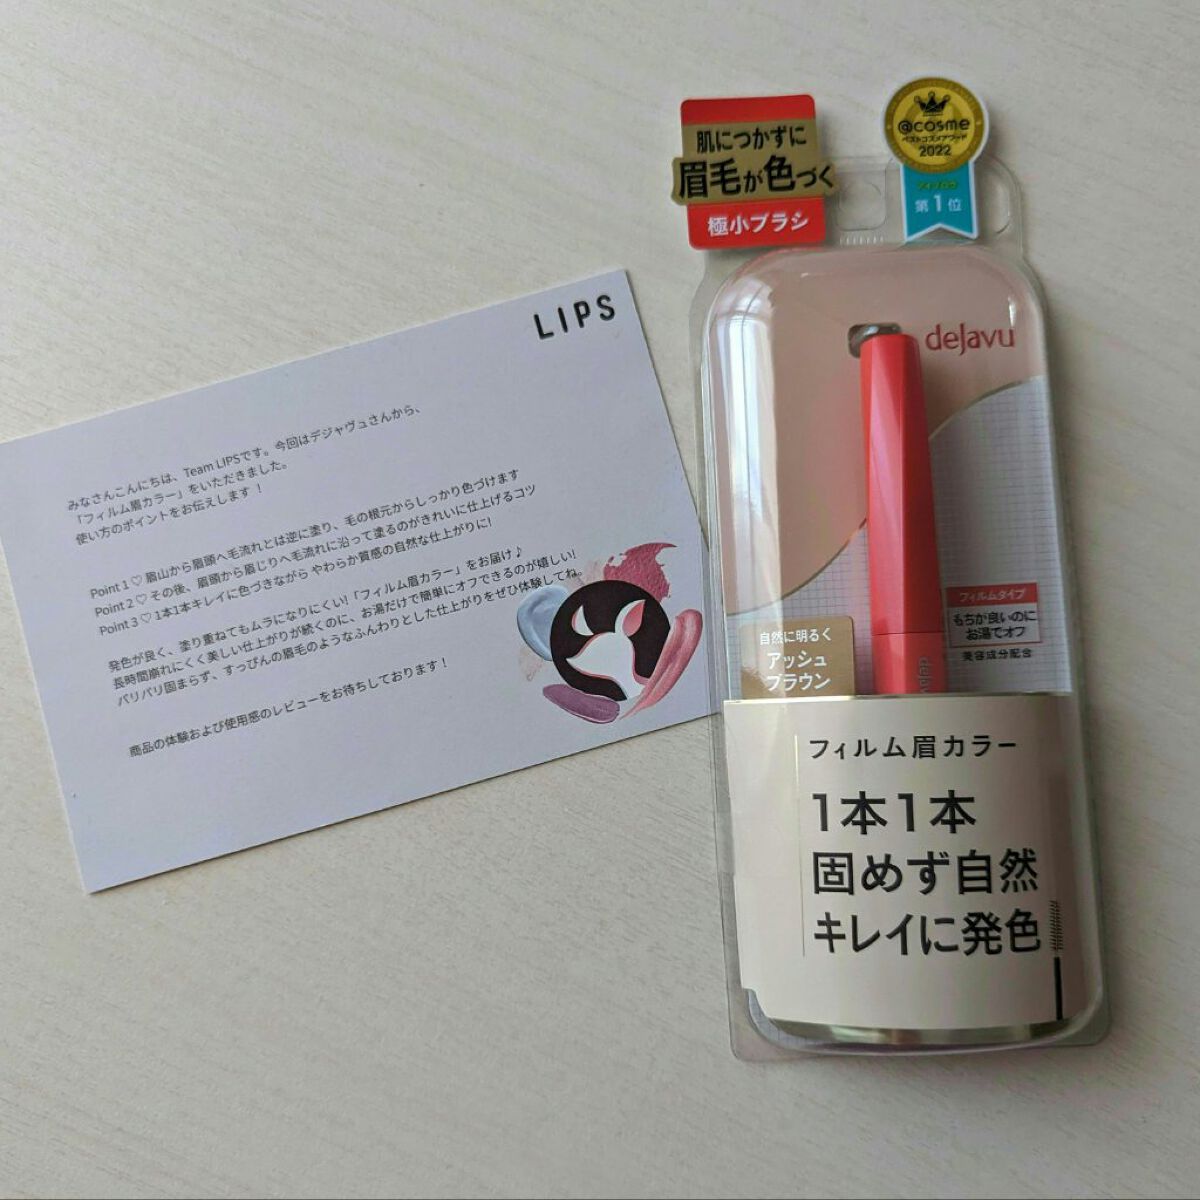 LIPS
みなさんこんにちは、Team LIPSです。今回はデジャヴュさんから、
「フィルム眉カラー」をいただきました。
使い方のポイントをお伝えします！
Point 1♡ 眉山から眉頭へ毛流れとは逆に塗り、毛の根元からしっかり色づけます
Point 2♡ その後、眉頭から眉じりへ毛流れに沿って塗るのがきれいに仕上げるコツ
Point 3♡ 1本1本キレイに色づきながら やわらか質感の自然な仕上がりに!
発色が良く、塗り重ねてもムラになりにくい!「フィルム眉カラー」をお届け♪
長時間崩れにくく美しい仕上がりが続くのに、お湯だけで簡単にオフできるのが嬉しい!
バリバリ固まらず、すっぴんの眉毛のようなふんわりとした仕上がりをぜひ体験してね。
商品の体験および使用感のレビューをお待ちしております！
肌につかずに
眉毛が色づく
極小ブラシ
@cosme
ベストコスメアワード
2022
アイブロウ
第1位
dejavu
フィルムタイプ
もちが良いのに
お湯でオフ
美容成分配合
自然に明るく
アッシュ
ブラウン
dejavu
フィルム眉カラー
1本1本
固めず自然
キレイに発色